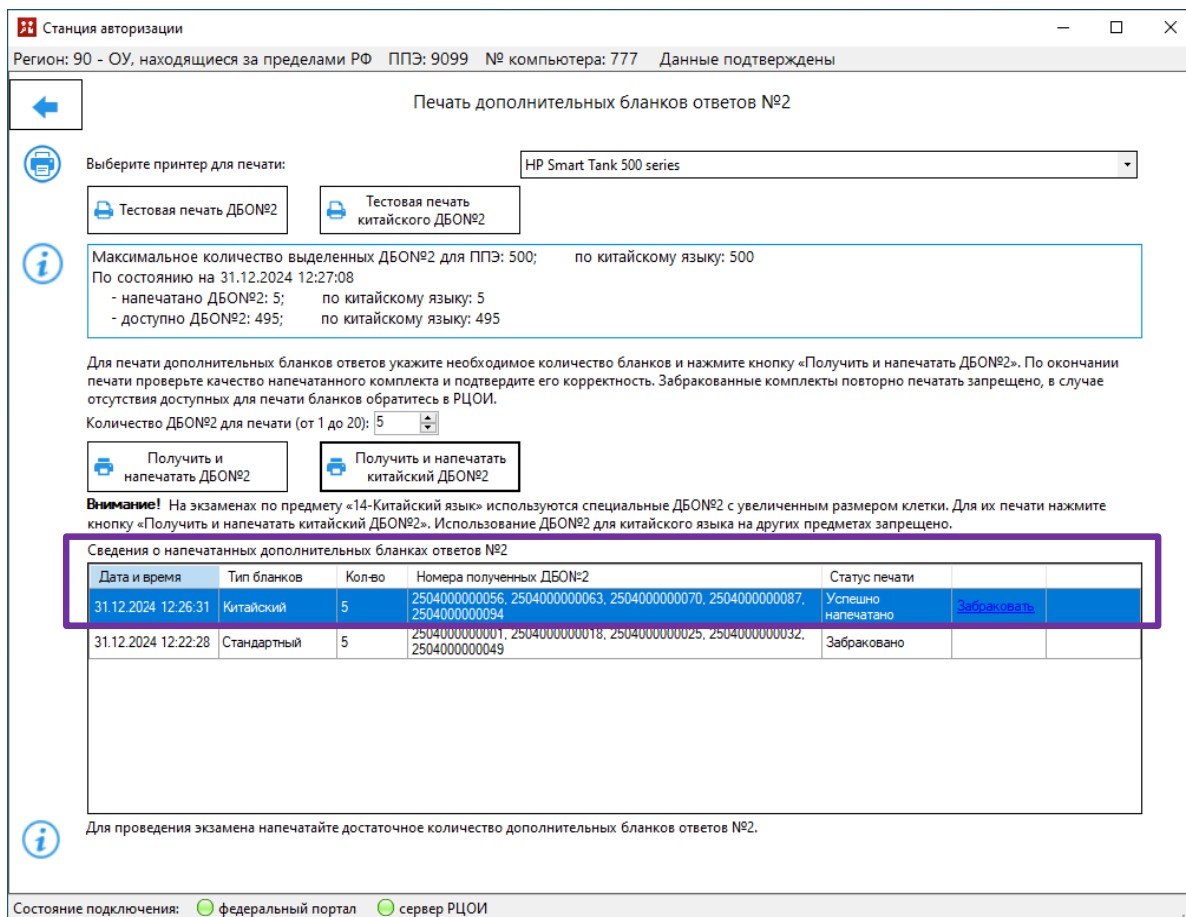 Станция авторизации
Регион: 90 - ОУ, находящиеся за пределами РФ ППЭ: 9099 № компьютера: 777 Данные подтверждены
Печать дополнительных бланков ответов №2
Выберите принтер для печати: HP Smart Tank 500 series
Тестовая печать ДБО№2
Тестовая печать
китайского ДБО№2
Максимальное количество выделенных ДБО№2 для ППЭ: 500; по китайскому языку: 500
По состоянию на 31.12.2024 12:27:08
- напечатано ДБО№2: 5; по китайскому языку: 5
- доступно ДБО№2: 495; по китайскому языку: 495
Для печати дополнительных бланков ответов укажите необходимое количество бланков и нажмите кнопку «Получить и напечатать ДБО№2». По окончании
печати проверьте качество напечатанного комплекта и подтвердите его корректность. Забракованные комплекты повторно печатать запрещено, в случае
отсутствия доступных для печати бланков обратитесь в РЦОИ.
Количество ДБО№2 для печати (от 1 до 20): 5
Получить и
напечатать ДБО№2
Получить и напечатать
китайский ДБО№2
Внимание! На экзаменах по предмету «14-Китайский язык» используются специальные ДБО№2 с увеличенным размером клетки. Для их печати нажмите
кнопку «Получить и напечатать китайский ДБО№2». Использование ДБО№2 для китайского языка на других предметах запрещено.
Сведения о напечатанных дополнительных бланках ответов №2
Дата и время Тип бланков Кол-во Номера полученных ДБО№2 Статус печати
31.12.2024 12:26:31 Китайский 5 2504000000056, 2504000000063, 2504000000070, 2504000000087, 2504000000094 Успешно напечатано Забраковать
31.12.2024 12:22:28 Стандартный 5 2504000000001, 2504000000018, 2504000000025, 2504000000032, 2504000000049 Забраковано
Для проведения экзамена напечатайте достаточное количество дополнительных бланков ответов №2.
Состояние подключения: федеральный портал сервер РЦОИ